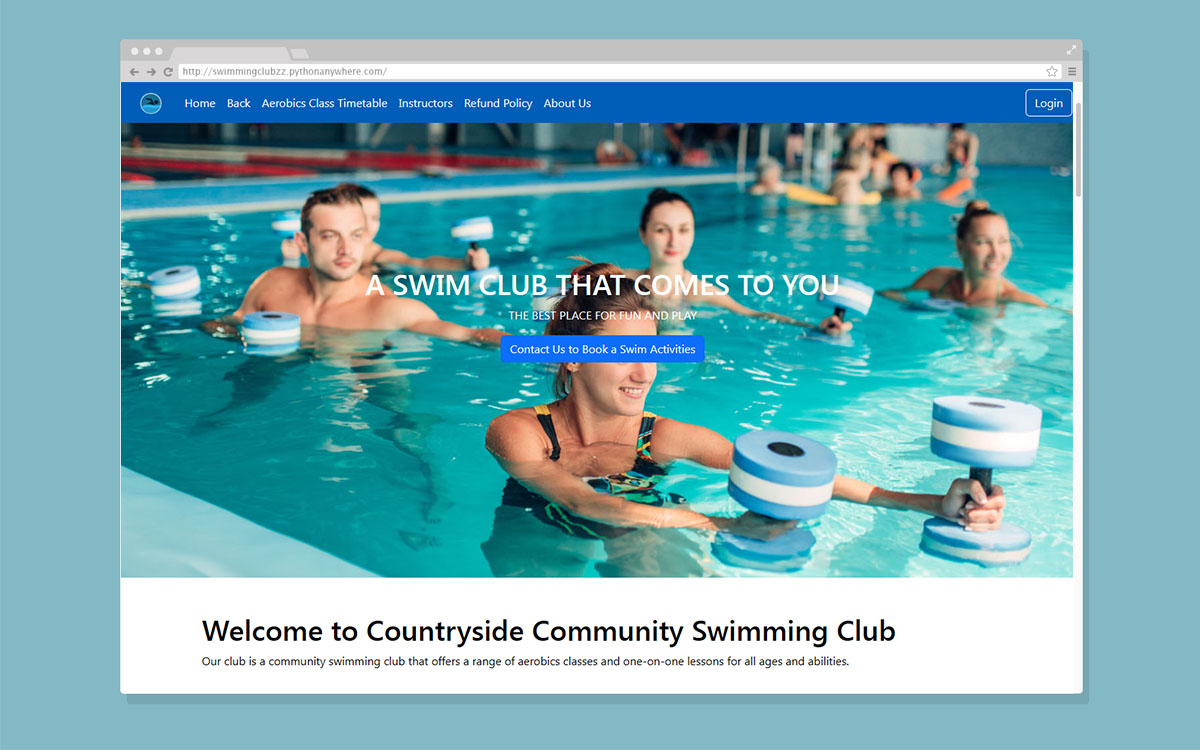 http://swimmingclubzz.pythonanywhere.com/
Home Back Aerobics Class Timetable Instructors Refund Policy About Us Login
A SWIM CLUB THAT COMES TO YOU
THE BEST PLACE FOR FUN AND PLAY
Contact Us to Book a Swim Activities
Welcome to Countryside Community Swimming Club
Our club is a community swimming club that offers a range of aerobics classes and one-on-one lessons for all ages and abilities.